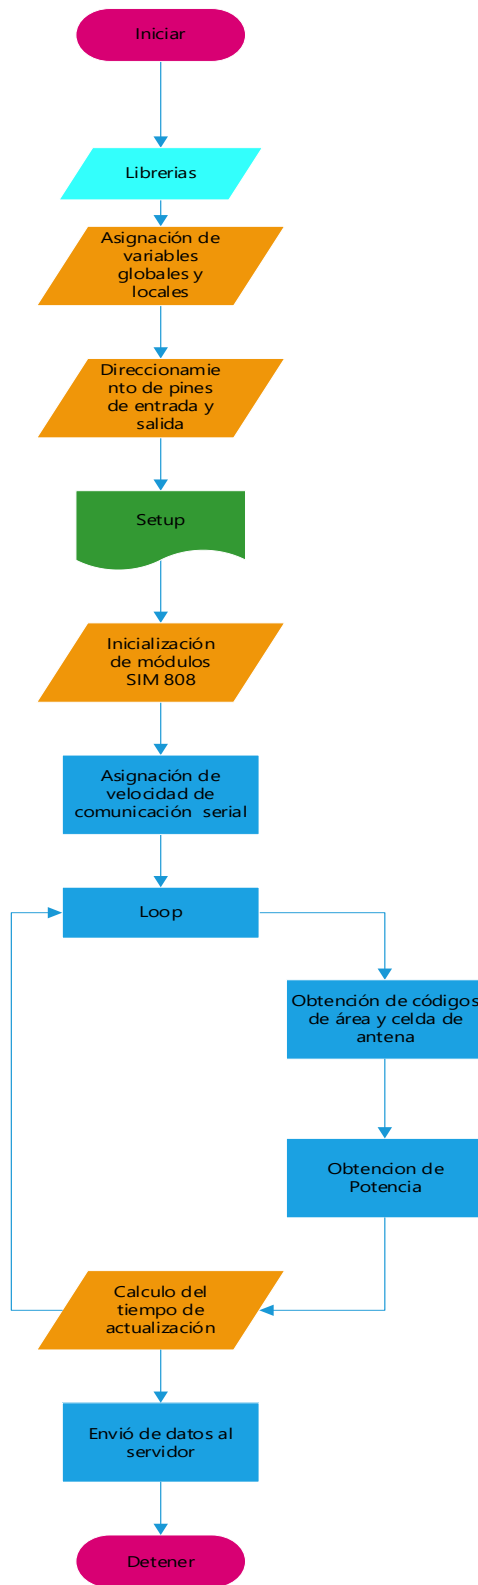 Iniciar
Librerias
Asignación de
variables
globales y
locales
Direccionamie
nto de pines
de entrada y
salida
Setup
Inicialización
de módulos
SIM 808
Asignación de
velocidad de
comunicación serial
Loop
Obtención de códigos
de área y celda de
antena
Obtencion de
Potencia
Calculo del
tiempo de
actualización
Envió de datos al
servidor
Detener